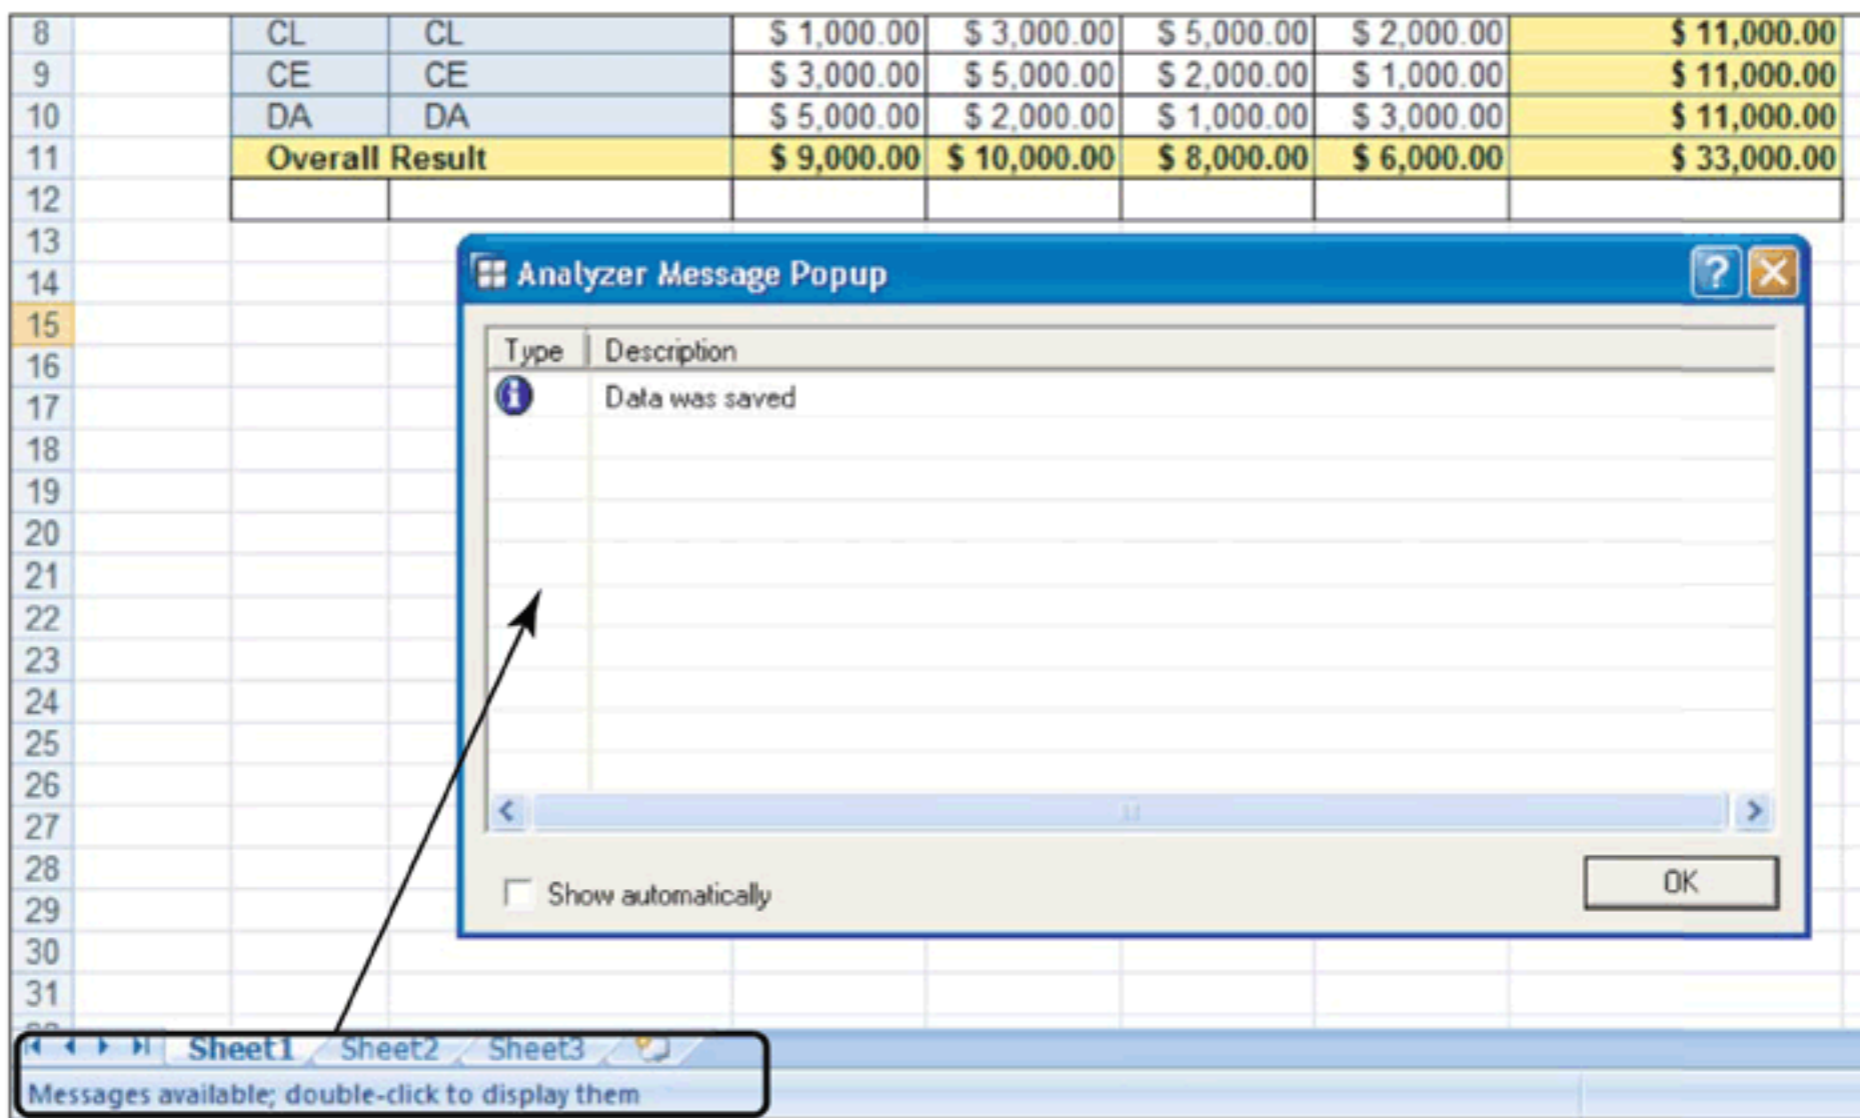 8 CL CL $ 1,000.00 $ 3,000.00 $ 5,000.00 $ 2,000.00 $ 11,000.00
9 CE CE $ 3,000.00 $ 5,000.00 $ 2,000.00 $ 1,000.00 $ 11,000.00
10 DA DA $ 5,000.00 $ 2,000.00 $ 1,000.00 $ 3,000.00 $ 11,000.00
11 Overall Result $ 9,000.00 $ 10,000.00 $ 8,000.00 $ 6,000.00 $ 33,000.00
12
13
14
Analyzer Message Popup ?
15
Type Description
16
17
Data was saved
18
19
20
21
22
23
24
25
26
27
28
Show automatically OK
29
30
31
Sheet1 Sheet2 Sheet3
Messages available; double-click to display them